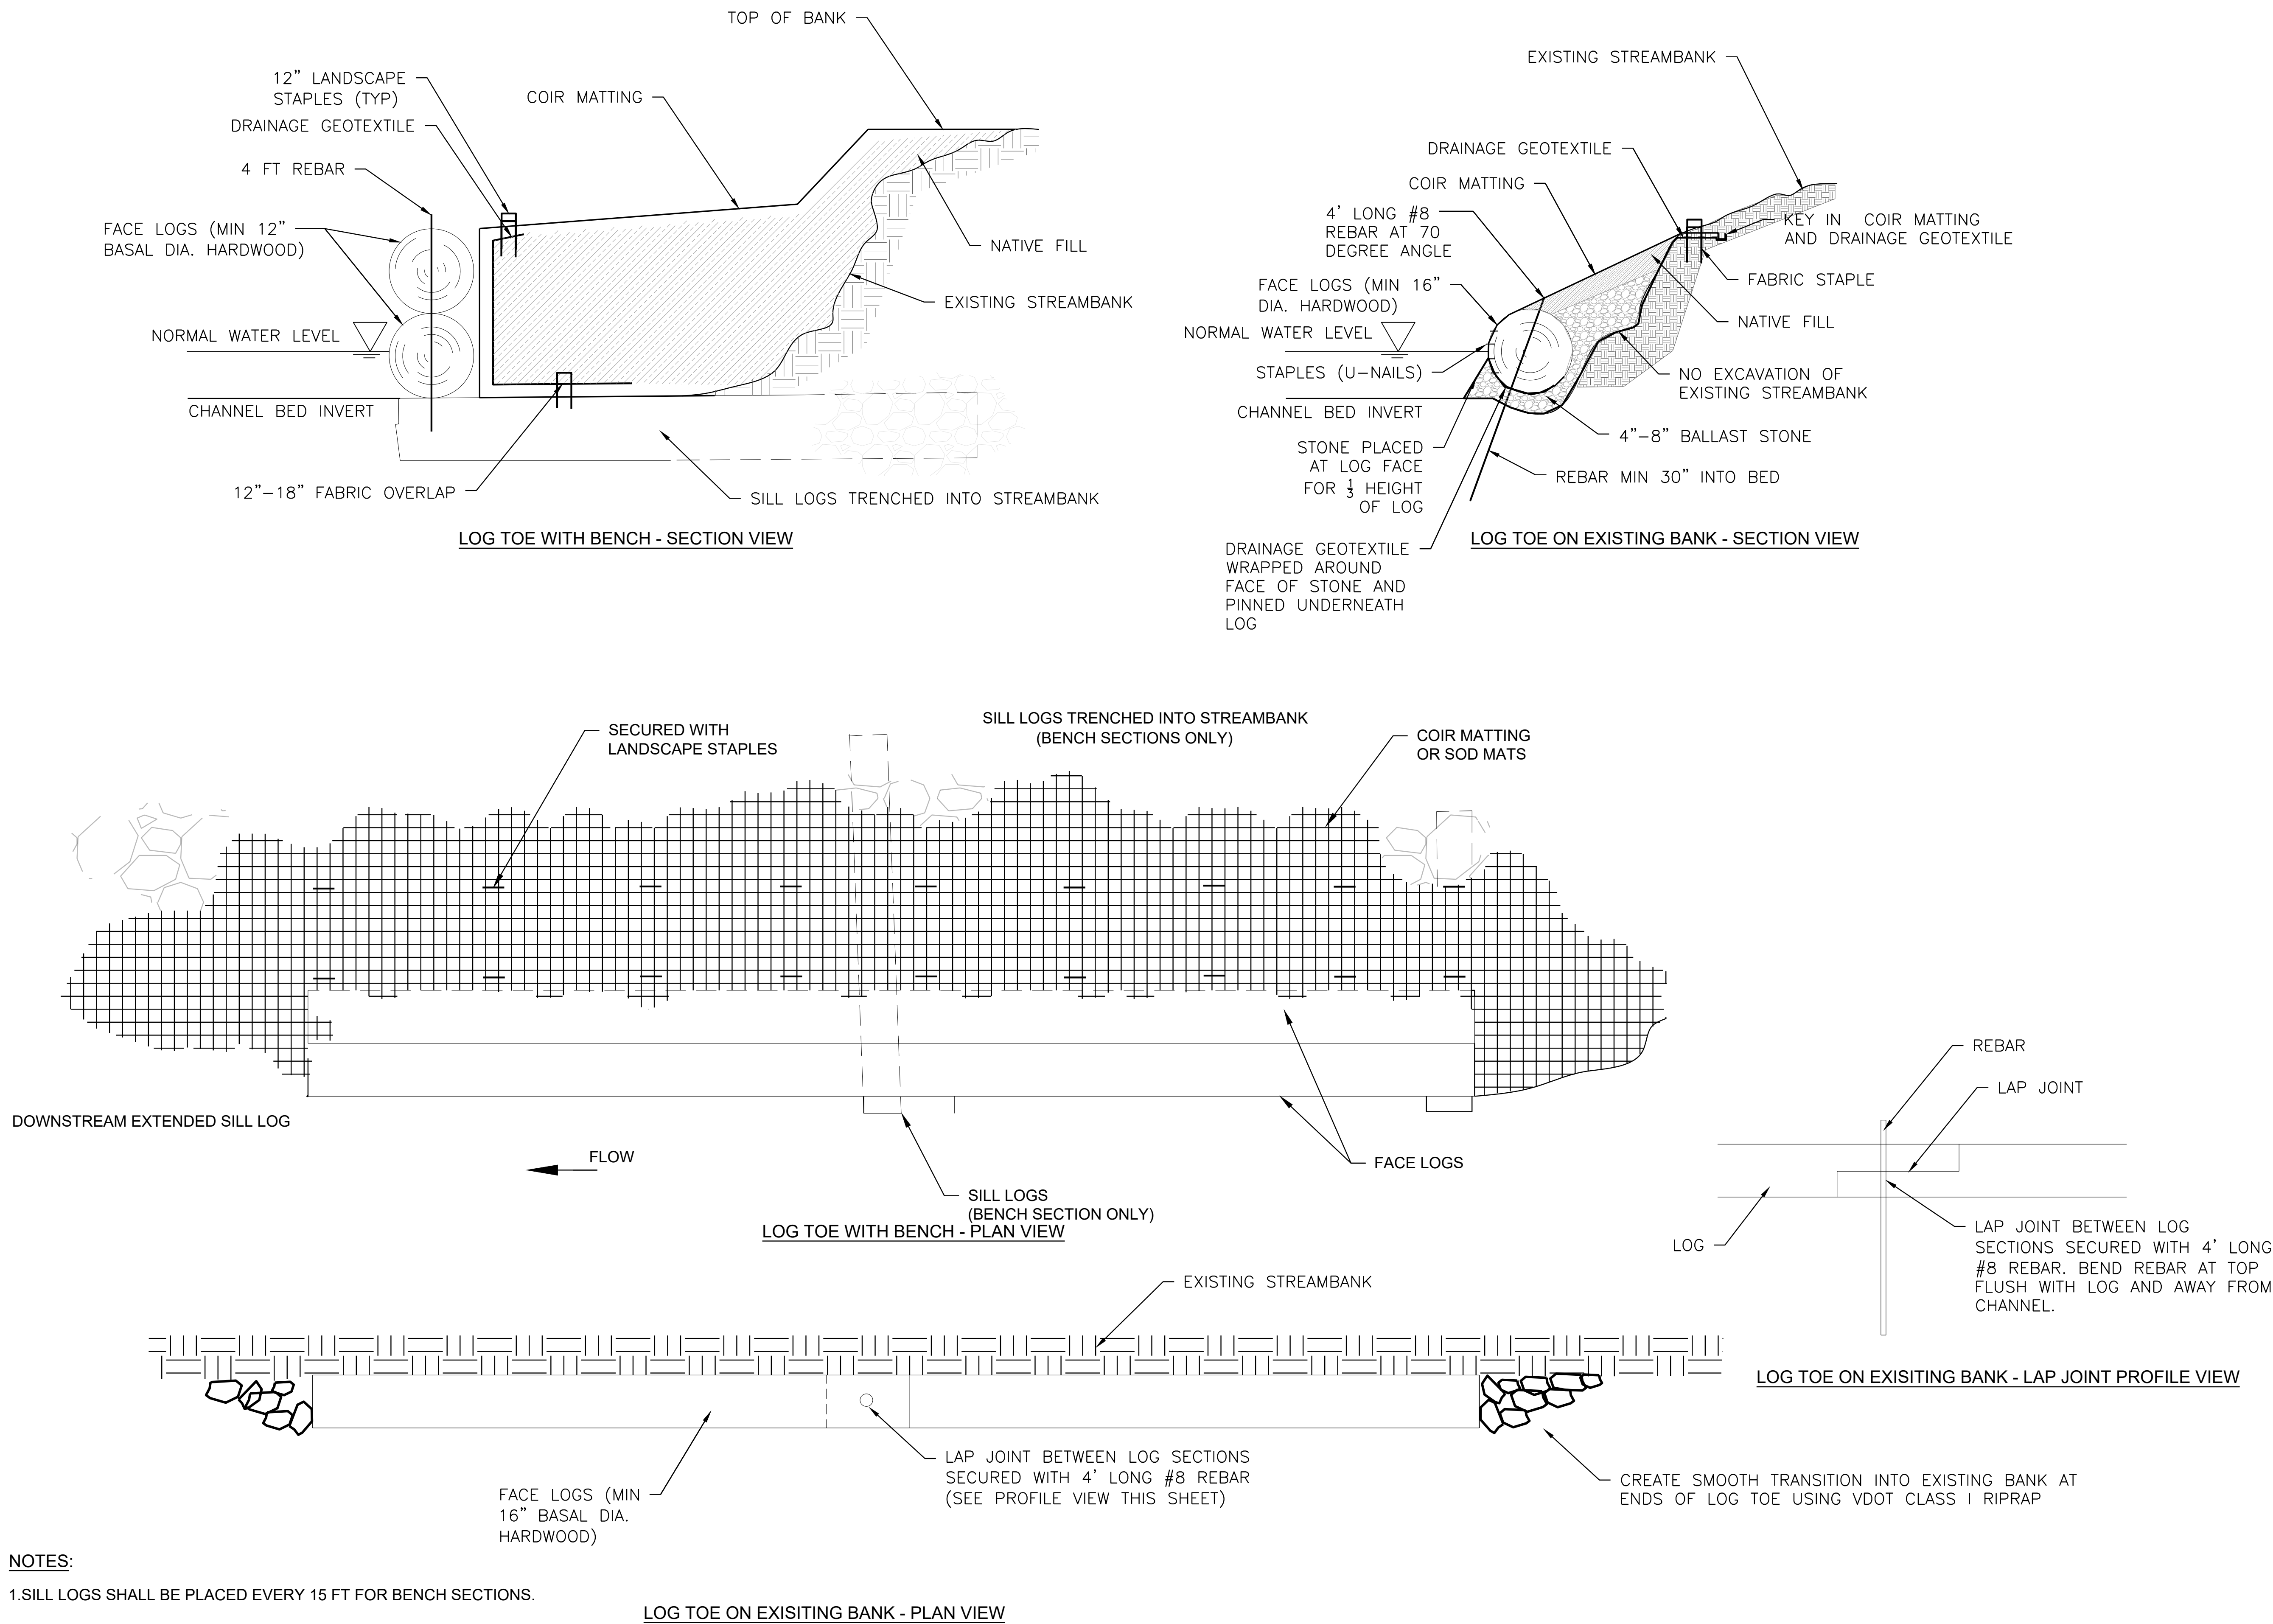 TOP OF BANK
12” LANDSCAPE
STAPLES (TYP)
COIR MATTING
DRAINAGE GEOTEXTILE
4 FT REBAR
FACE LOGS (MIN 12”
BASAL DIA. HARDWOOD)
NATIVE FILL
EXISTING STREAMBANK
NORMAL WATER LEVEL
CHANNEL BED INVERT
12”–18” FABRIC OVERLAP
SILL LOGS TRENCHED INTO STREAMBANK
LOG TOE WITH BENCH - SECTION VIEW
EXISTING STREAMBANK
DRAINAGE GEOTEXTILE
COIR MATTING
4’ LONG #8
REBAR AT 70
DEGREE ANGLE
KEY IN COIR MATTING
AND DRAINAGE GEOTEXTILE
FACE LOGS (MIN 16”
DIA. HARDWOOD)
FABRIC STAPLE
NORMAL WATER LEVEL
NATIVE FILL
STAPLES (U–NAILS)
NO EXCAVATION OF
EXISTING STREAMBANK
CHANNEL BED INVERT
4”–8” BALLAST STONE
STONE PLACED
AT LOG FACE
FOR 1/3 HEIGHT
OF LOG
REBAR MIN 30” INTO BED
DRAINAGE GEOTEXTILE
WRAPPED AROUND
FACE OF STONE AND
PINNED UNDERNEATH
LOG
LOG TOE ON EXISTING BANK - SECTION VIEW
SECURED WITH
LANDSCAPE STAPLES
SILL LOGS TRENCHED INTO STREAMBANK
(BENCH SECTIONS ONLY)
COIR MATTING
OR SOD MATS
DOWNSTREAM EXTENDED SILL LOG
FLOW
FACE LOGS
SILL LOGS
(BENCH SECTION ONLY)
LOG TOE WITH BENCH - PLAN VIEW
REBAR
LAP JOINT
LOG
LAP JOINT BETWEEN LOG
SECTIONS SECURED WITH 4’ LONG
#8 REBAR. BEND REBAR AT TOP
FLUSH WITH LOG AND AWAY FROM
CHANNEL.
LOG TOE ON EXISITING BANK - LAP JOINT PROFILE VIEW
EXISTING STREAMBANK
FACE LOGS (MIN
16” BASAL DIA.
HARDWOOD)
LAP JOINT BETWEEN LOG SECTIONS
SECURED WITH 4’ LONG #8 REBAR
(SEE PROFILE VIEW THIS SHEET)
CREATE SMOOTH TRANSITION INTO EXISTING BANK AT
ENDS OF LOG TOE USING VDOT CLASS I RIPRAP
NOTES:
1.SILL LOGS SHALL BE PLACED EVERY 15 FT FOR BENCH SECTIONS.
LOG TOE ON EXISITING BANK - PLAN VIEW